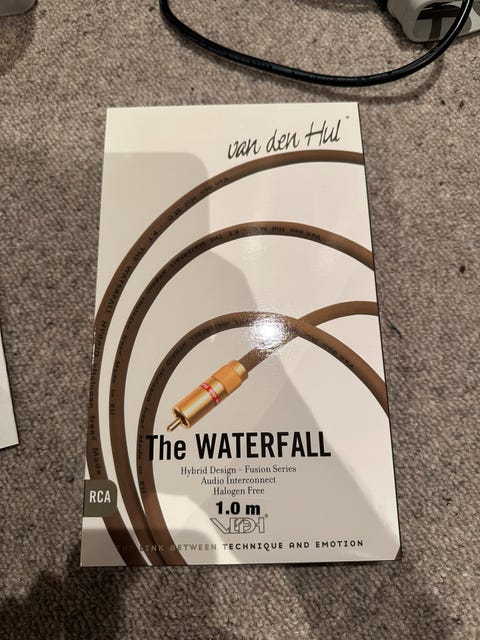 van den Hul®
The WATERFALL
Hybrid Design - Fusion Series
Audio Interconnect
Halogen Free
RCA
1.0 m
VDH®
LINK BETWEEN TECHNIQUE AND EMOTION